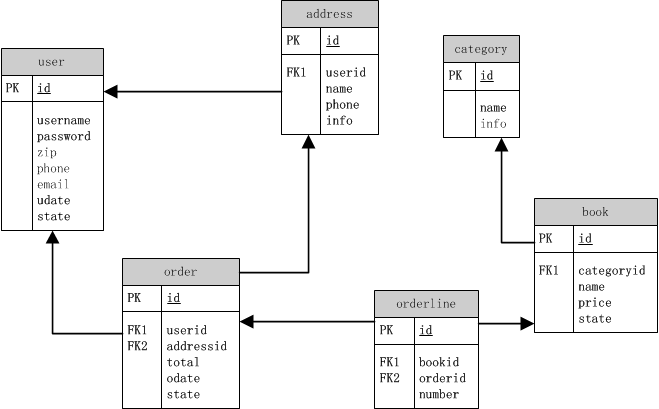 user
PK id
username
password
zip
phone
email
udate
state
address
PK id
FK1 userid
name
phone
info
category
PK id
name
info
order
PK id
FK1 userid
FK2 addressid
total
odate
state
orderline
PK id
FK1 bookid
FK2 orderid
number
book
PK id
FK1 categoryid
name
price
state